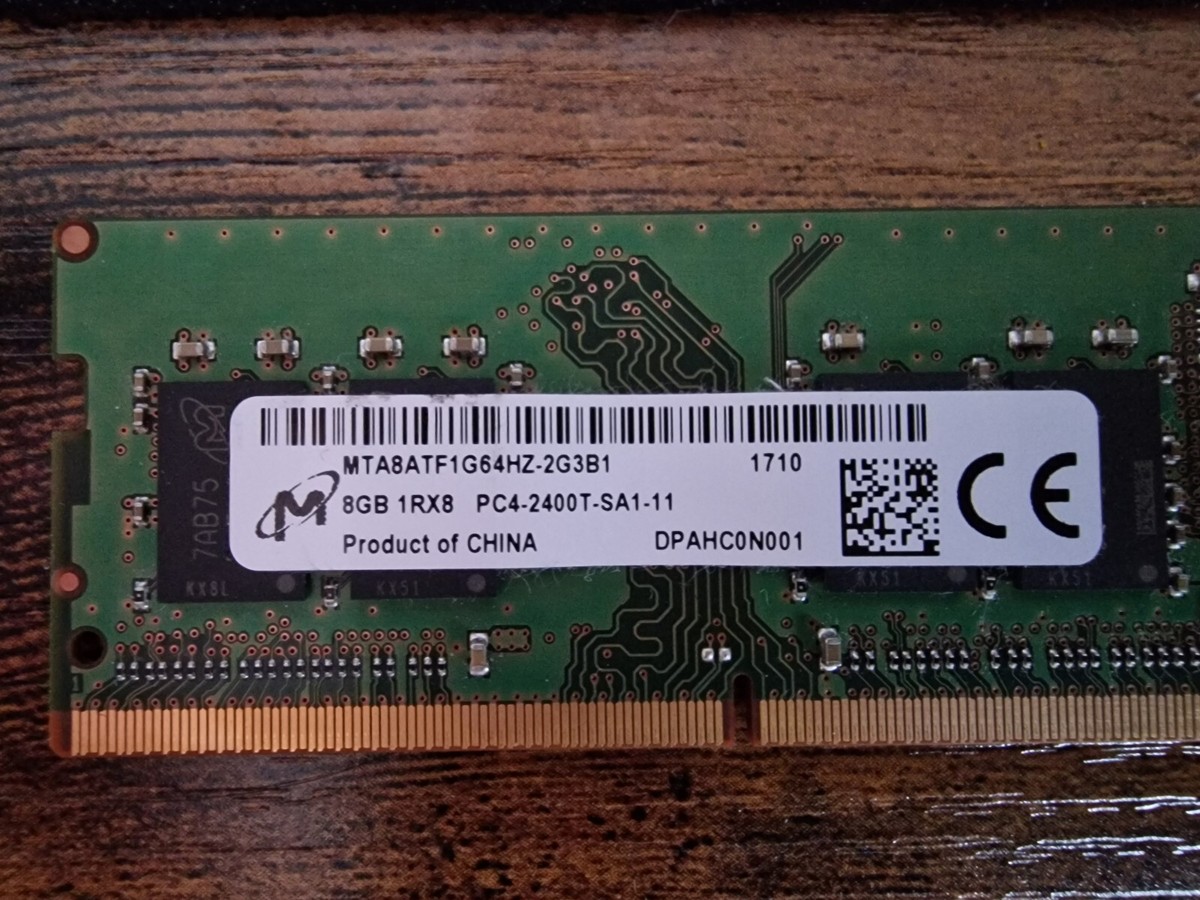 MTA8ATF1G64HZ-2G3B1 1710
8GB 1RX8 PC4-2400T-SA1-11
Product of CHINA DPAHC0N001
CE
7AB75
KX8L
KX51
KX51
KX51